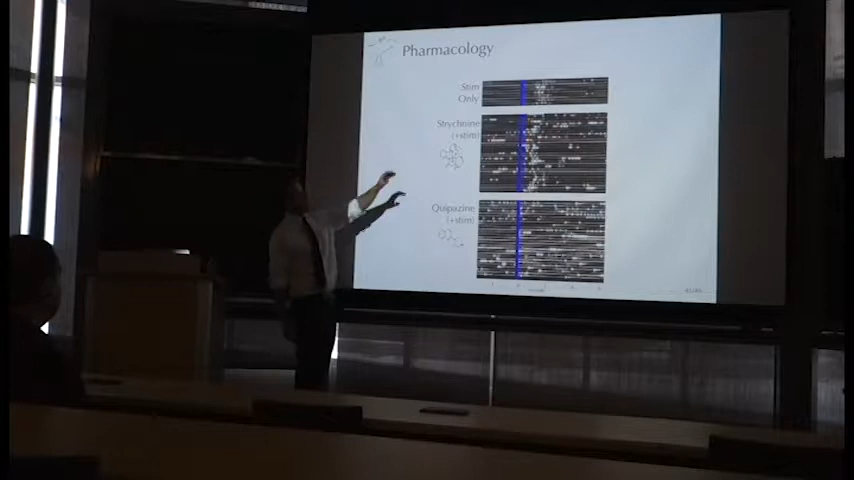 Pharmacology
Stim
Only
Strychnine
(+stim)
Quipazine
(+stim)